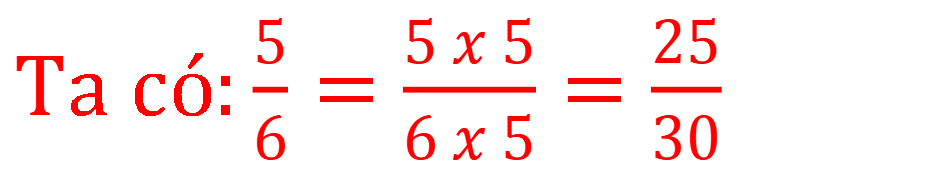 Ta có: 5/6 = (5 x 5)/(6 x 5) = 25/30